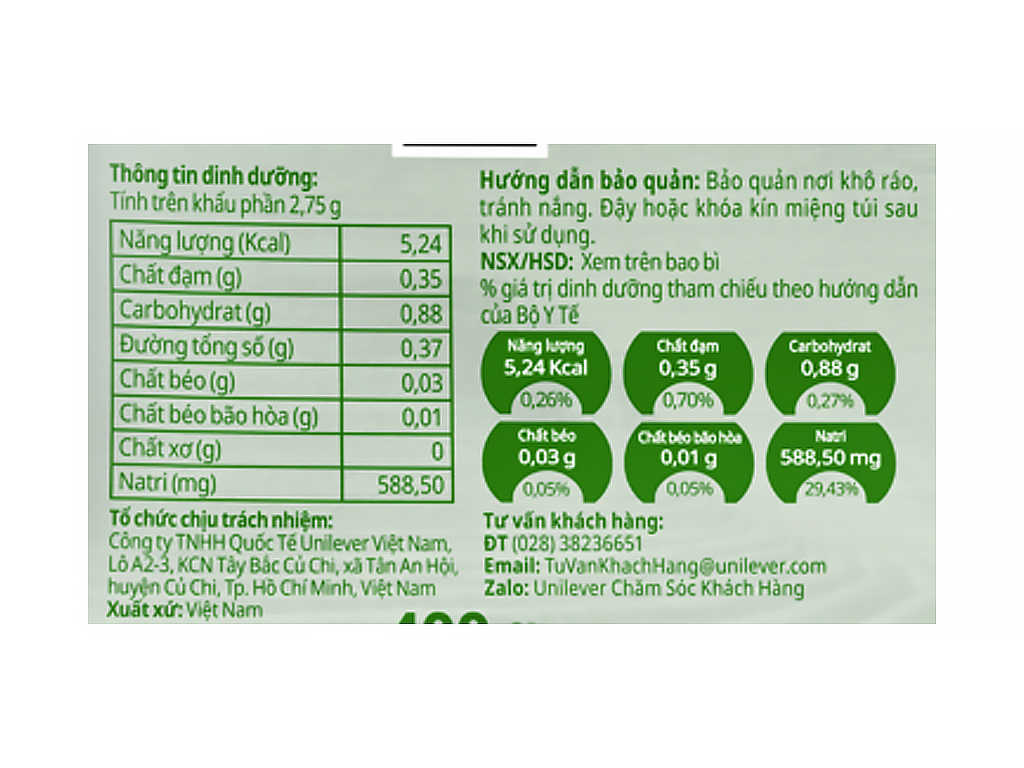 Thông tin dinh dưỡng:
Tính trên khẩu phần 2,75 g
Năng lượng (Kcal) 5,24
Chất đạm (g) 0,35
Carbohydrat (g) 0,88
Đường tổng số (g) 0,37
Chất béo (g) 0,03
Chất béo bão hòa (g) 0,01
Chất xơ (g) 0
Natri (mg) 588,50
Tổ chức chịu trách nhiệm:
Công ty TNHH Quốc Tế Unilever Việt Nam,
Lô A2-3, KCN Tây Bắc Củ Chi, xã Tân An Hội,
huyện Củ Chi, Tp. Hồ Chí Minh, Việt Nam
Xuất xứ: Việt Nam
Hướng dẫn bảo quản: Bảo quản nơi khô ráo,
tránh nắng. Đậy hoặc khóa kín miệng túi sau
khi sử dụng.
NSX/HSD: Xem trên bao bì
% giá trị dinh dưỡng tham chiếu theo hướng dẫn
của Bộ Y Tế
Năng lượng
5,24 Kcal
0,26%
Chất đạm
0,35 g
0,70%
Carbohydrat
0,88 g
0,27%
Chất béo
0,03 g
0,05%
Chất béo bão hòa
0,01 g
0,05%
Natri
588,50 mg
29,43%
Tư vấn khách hàng:
ĐT (028) 38236651
Email: TuVanKhachHang@unilever.com
Zalo: Unilever Chăm Sóc Khách Hàng